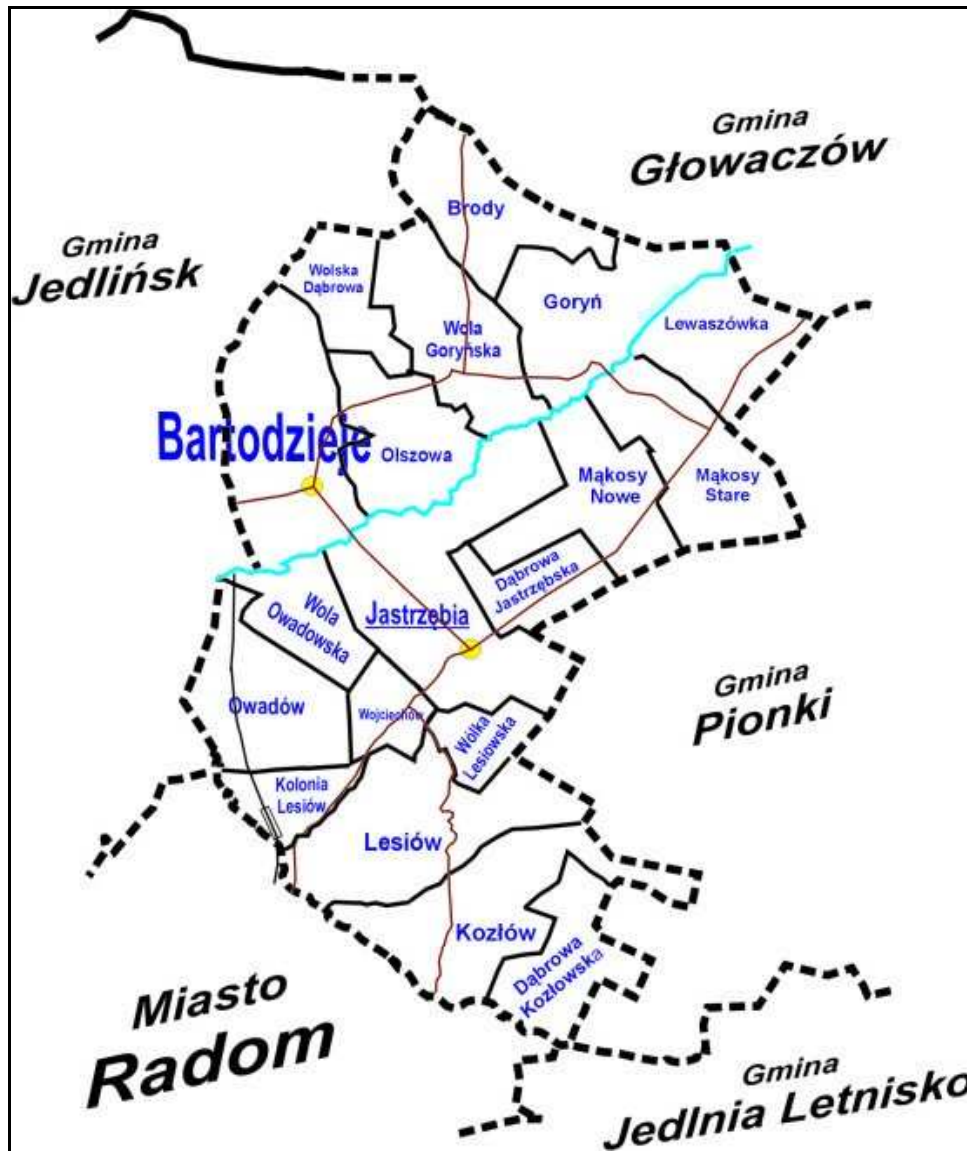 Gmina
Głowaczów
Brody
Gmina
Jedlińsk
Wolska
Dąbrowa
Goryń
Wola
Goryńska
Lewaszówka
Bartodzieje
Olszowa
Mąkosy
Nowe
Mąkosy
Stare
Dąbrowa
Jastrzębska
Wola
Owadowska
Jastrzębia
Gmina
Pionki
Owadów
Wojciechów
Wólka
Lesiowska
Kolonia
Lesiów
Lesiów
Kozłów
Dąbrowa
Kozłowska
Miasto
Radom
Gmina
Jedlnia Letnisko